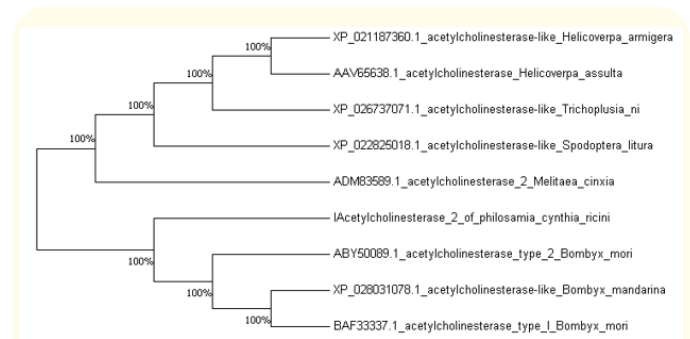 XP_021187360.1_acetylcholinesterase-like_Helicoverpa_armigera
100%
AAV65638.1_acetylcholinesterase_Helicoverpa_assulta
100%
XP_026737071.1_acetylcholinesterase-like_Trichoplusia_ni
100%
XP_022825018.1_acetylcholinesterase-like_Spodoptera_litura
100%
ADM83589.1_acetylcholinesterase_2_Melitaea_cinxia
lAcetylcholinesterase_2_of_philosamia_cynthia_ricini
100%
ABY50089.1_acetylcholinesterase_type_2_Bombyx_mori
100%
XP_028031078.1_acetylcholinesterase-like_Bombyx_mandarina
100%
BAF33337.1_acetylcholinesterase_type_I_Bombyx_mori